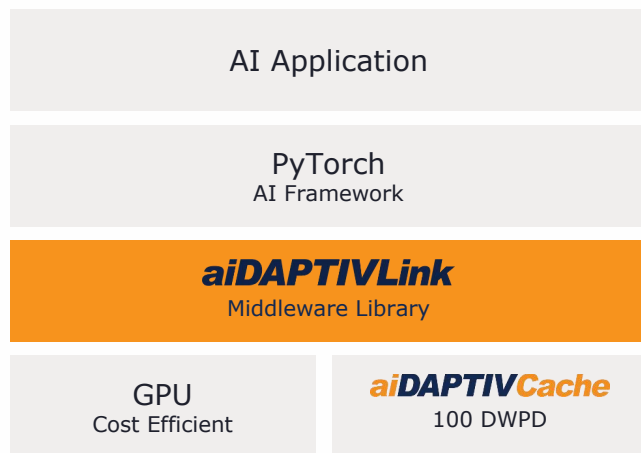 AI Application
PyTorch
AI Framework
aiDAPTIVLink
Middleware Library
GPU
Cost Efficient
aiDAPTIVCache
100 DWPD